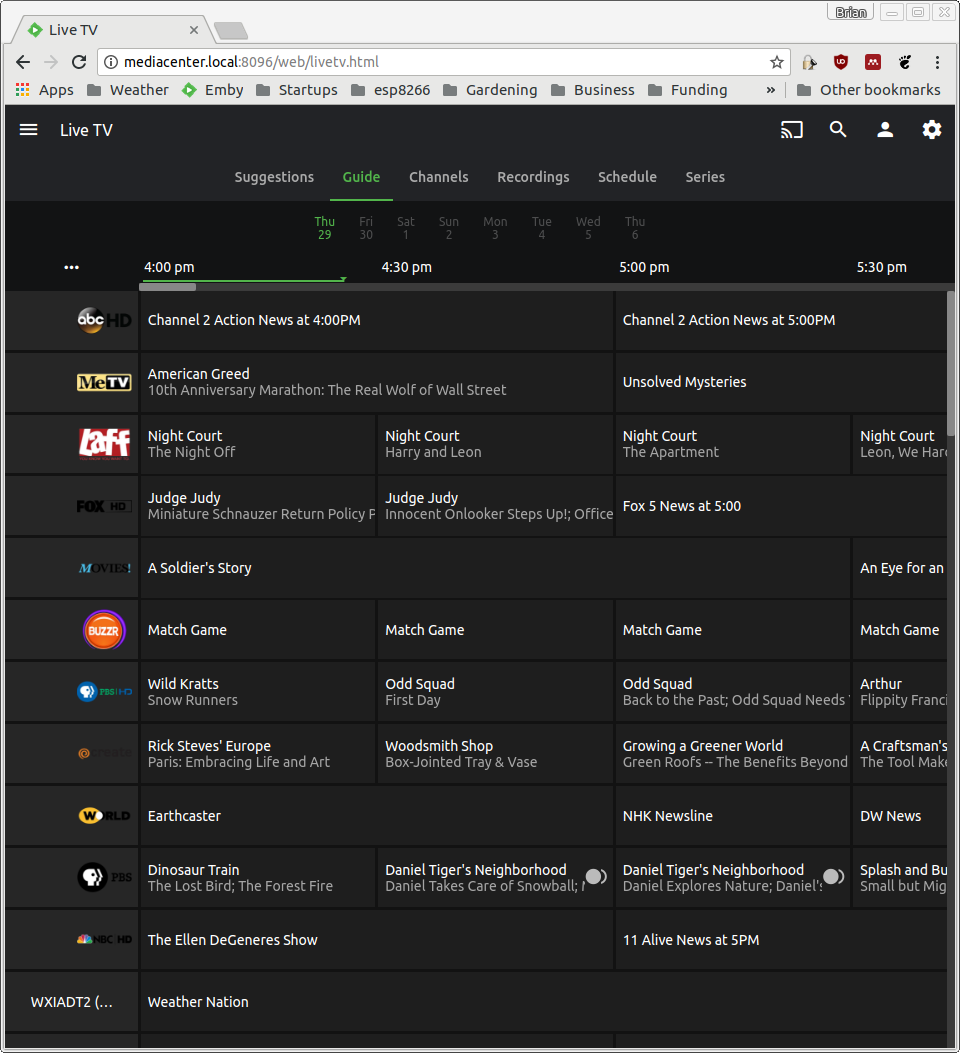 Brian
Live TV
mediacenter.local:8096/web/livetv.html
Apps Weather Emby Startups esp8266 Gardening Business Funding » Other bookmarks
Live TV
Suggestions Guide Channels Recordings Schedule Series
Thu Fri Sat Sun Mon Tue Wed Thu
29 30 1 2 3 4 5 6
4:00 pm 4:30 pm 5:00 pm 5:30 pm
abc HD Channel 2 Action News at 4:00PM Channel 2 Action News at 5:00PM
MeTV American Greed
10th Anniversary Marathon: The Real Wolf of Wall Street
Unsolved Mysteries
Laff Night Court Night Court Night Court Night Court
The Night Off Harry and Leon The Apartment Leon, We Hard
FOX HD Judge Judy Judge Judy Fox 5 News at 5:00
Miniature Schnauzer Return Policy P Innocent Onlooker Steps Up!; Office
MOVIES! A Soldier's Story An Eye for an
BUZZR Match Game Match Game Match Game Match Game
PBS HD Wild Kratts Odd Squad Odd Squad Arthur
Snow Runners First Day Back to the Past; Odd Squad Needs Flippity Franci
create Rick Steves' Europe Woodsmith Shop Growing a Greener World A Craftsman's
Paris: Embracing Life and Art Box-Jointed Tray & Vase Green Roofs -- The Benefits Beyond The Tool Make
WORLD Earthcaster NHK Newsline DW News
PBS Dinosaur Train Daniel Tiger's Neighborhood Daniel Tiger's Neighborhood Splash and Bu
The Lost Bird; The Forest Fire Daniel Takes Care of Snowball; Daniel Explores Nature; Daniel's Small but Mig
NBC HD The Ellen DeGeneres Show 11 Alive News at 5PM
WXIADT2 (... Weather Nation